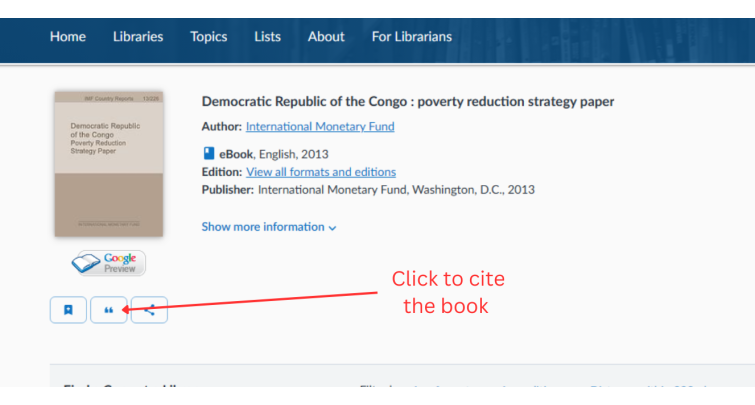 Home Libraries Topics Lists About For Librarians
IMF Country Reports 13/226
Democratic Republic
of the Congo
Poverty Reduction
Strategy Paper
Democratic Republic of the Congo : poverty reduction strategy paper
Author: International Monetary Fund
eBook, English, 2013
Edition: View all formats and editions
Publisher: International Monetary Fund, Washington, D.C., 2013
Show more information
Google
Preview
Click to cite
the book